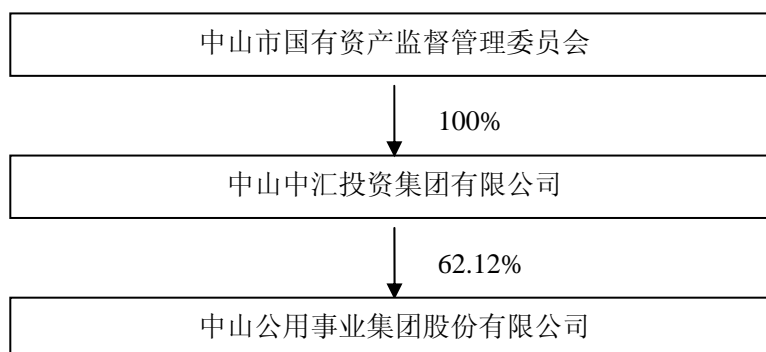 中山市国有资产监督管理委员会
100%
中山中汇投资集团有限公司
62.12%
中山公用事业集团股份有限公司